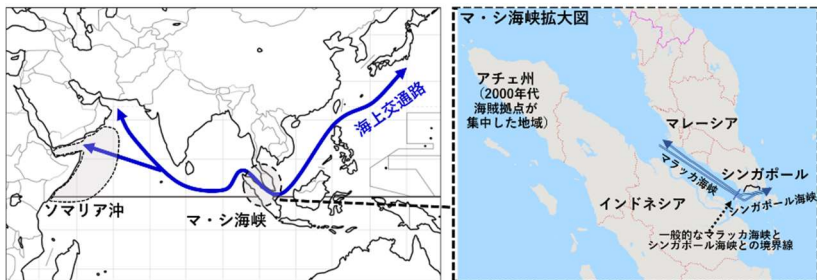 海上交通路
ソマリア沖
マ・シ海峡
マ・シ海峡拡大図
アチェ州
(2000年代
海賊拠点が
集中した地域)
マレーシア
シンガポール
マラッカ海峡
シンガポール海峡
インドネシア
一般的なマラッカ海峡と
シンガポール海峡との境界線